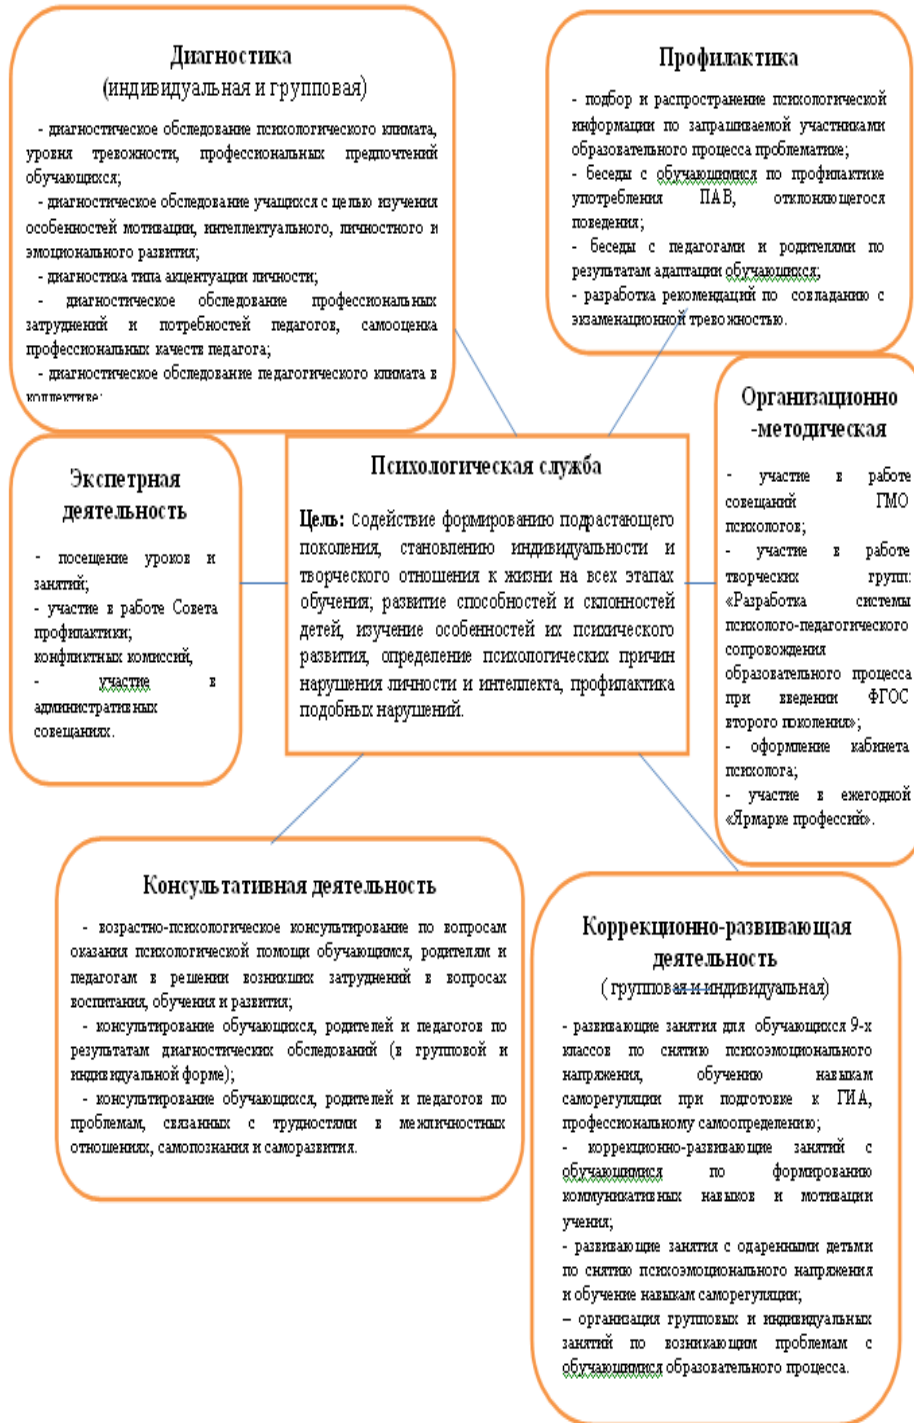 Диагностика
(индивидуальная и групповая)
- диагностическое обследование психологического климата,
уровня тревожности, профессиональных предпочтений
обучающихся;
- диагностическое обследование учащихся с целью изучения
особенностей мотивации, интеллектуального, личностного и
эмоционального развития;
- диагностика типа акцентуации личности;
- диагностическое обследование профессиональных
затруднений и потребностей педагогов, самооценка
профессиональных качеств педагога;
- диагностическое обследование педагогического климата в
коллективе;
Профилактика
- подбор и распространение психологической
информации по запрашиваемой участниками
образовательного процесса проблематике;
- беседы с обучающимися по профилактике
употребления ПАВ, отклоняющегося
поведения;
- беседы с педагогами и родителями по
результатам адаптации обучающихся;
- разработка рекомендаций по совладанию с
экзаменационной тревожностью.
Экспетрная
деятельность
- посещение уроков и
занятий;
- участие в работе Совета
профилактики;
конфликтных комиссий,
- участие в
административных
совещаниях.
Психологическая служба
Цель: Содействие формированию подрастающего
поколения, становлению индивидуальности и
творческого отношения к жизни на всех этапах
обучения; развитие способностей и склонностей
детей, изучение особенностей их психического
развития, определение психологических причин
нарушения личности и интеллекта, профилактика
подобных нарушений.
Организационно
-методическая
- участие в работе
совещаний ГМО
психологов;
- участие в работе
творческих групп:
«Разработка системы
психолого-педагогического
сопровождения
образовательного процесса
при введении ФГОС
второго поколения»;
- оформление кабинета
психолога;
- участие в ежегодной
«Ярмарке профессий».
Консультативная деятельность
- возрастно-психологическое консультирование по вопросам
оказания психологической помощи обучающимся, родителям и
педагогам в решении возникших затруднений в вопросах
воспитания, обучения и развития;
- консультирование обучающихся, родителей и педагогов по
результатам диагностических обследований (в групповой и
индивидуальной форме);
- консультирование обучающихся, родителей и педагогов по
проблемам, связанных с трудностями в межличностных
отношениях, самопознания и саморазвития.
Коррекционно-развивающая
деятельность
( групповая и индивидуальная)
- развивающие занятия для обучающихся 9-х
классов по снятию психоэмоционального
напряжения, обучению навыкам
саморегуляции при подготовке к ГИА,
профессиональному самоопределению;
- коррекционно-развивающие занятий с
обучающимися по формированию
коммуникативных навыков и мотивации
учения;
- развивающие занятия с одаренными детьми
по снятию психоэмоционального напряжения
и обучение навыкам саморегуляции;
– организация групповых и индивидуальных
занятий по возникающим проблемам с
обучающимися образовательного процесса.